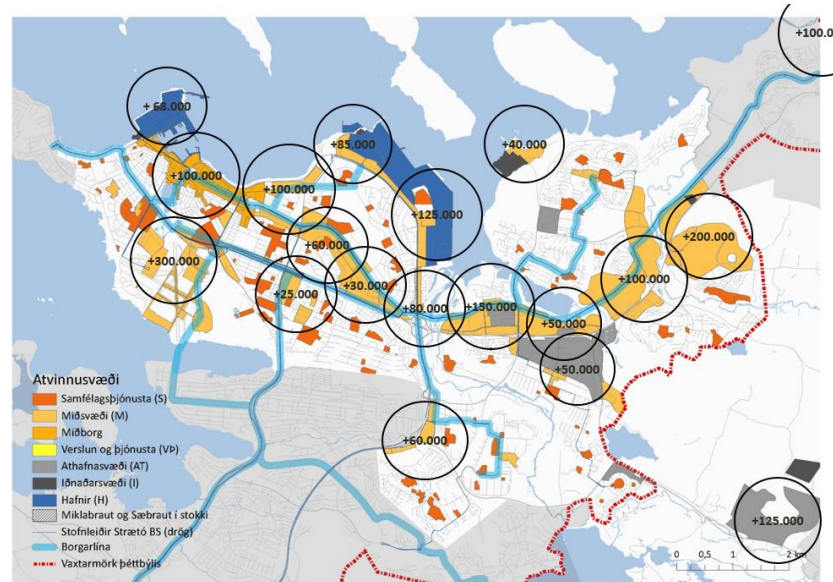 +100.0
+ 68.000
+85.000
+40.000
+100.000
+100.000
+125.000
+200.000
+60.000
+300.000
+100.000
+30.000
+25.000
+80.000
+150.000
+50.000
+50.000
Atvinnusvæði
Samfélagsþjónusta (S)
Miðsvæði (M)
Miðborg
Verslun og þjónusta (VÞ)
Athafnasvæði (AT)
Iðnaðarsvæði (I)
Hafnir (H)
Miklabraut og Sæbraut í stokki
Stofnleiðir Strætó BS (drög)
Borgarlína
Vaxtarmörk þéttbýlis
+60.000
+125.000
0 0,5 1 2 km